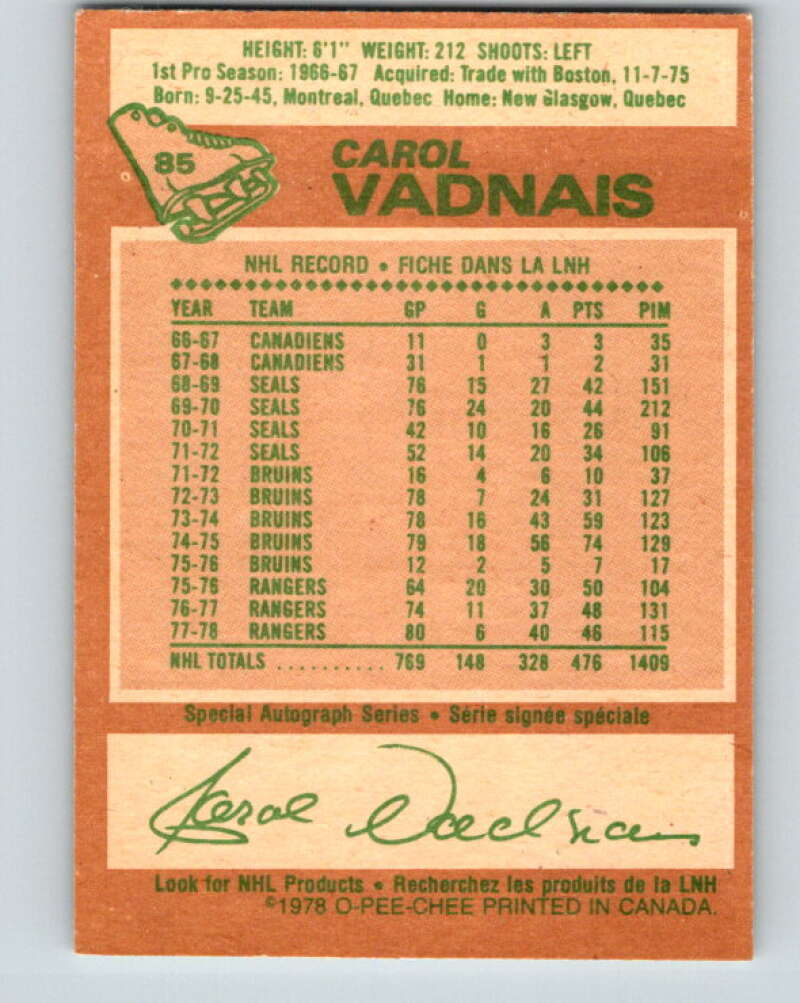 HEIGHT: 6'1" WEIGHT: 212 SHOOTS: LEFT
1st Pro Season: 1966-67 Acquired: Trade with Boston, 11-7-75
Born: 9-25-45, Montreal, Quebec Home: New Glasgow, Quebec
85
CAROL
VADNAIS
NHL RECORD • FICHE DANS LA LNH
YEAR TEAM GP G A PTS PIM
66-67 CANADIENS 11 0 3 3 35
67-68 CANADIENS 31 1 1 2 31
68-69 SEALS 76 15 27 42 151
69-70 SEALS 76 24 20 44 212
70-71 SEALS 42 10 16 26 91
71-72 SEALS 52 14 20 34 106
71-72 BRUINS 16 4 6 10 37
72-73 BRUINS 78 7 24 31 127
73-74 BRUINS 78 16 43 59 123
74-75 BRUINS 79 18 56 74 129
75-76 BRUINS 12 2 5 7 17
75-76 RANGERS 64 20 30 50 104
76-77 RANGERS 74 11 37 48 131
77-78 RANGERS 80 6 40 46 115
NHL TOTALS .......... 769 148 328 476 1409
Special Autograph Series • Série signée spéciale
Carol Vadnais
Look for NHL Products • Recherchez les produits de la LNH
©1978 O-PEE-CHEE PRINTED IN CANADA.